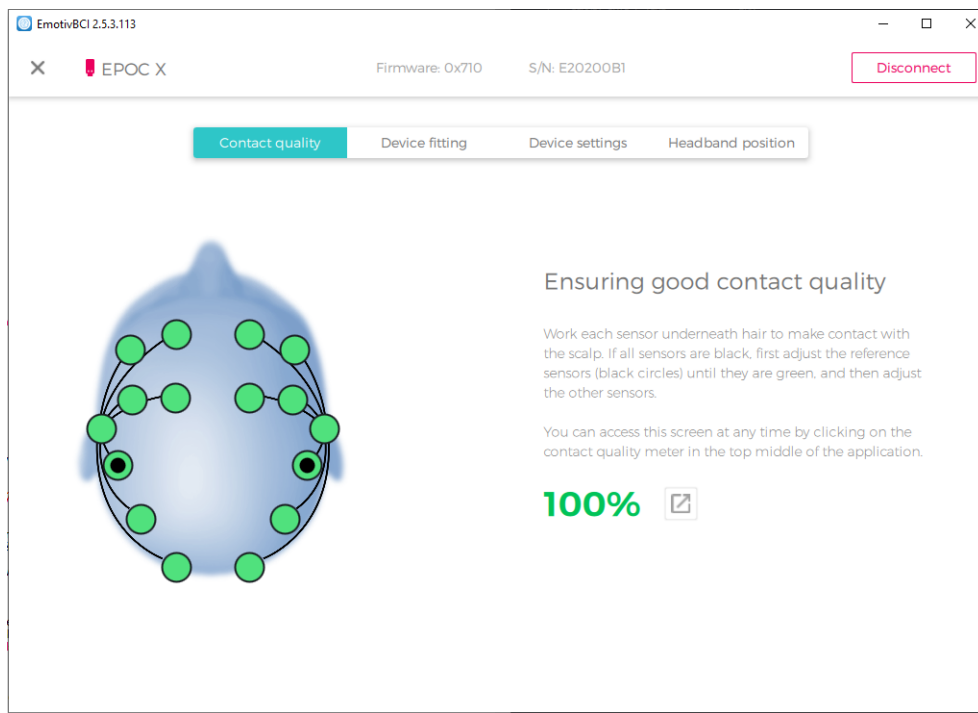 EmotivBCI 2.5.3.113
EPOC X
Firmware: 0x710
S/N: E20200B1
Disconnect
Contact quality
Device fitting
Device settings
Headband position
Ensuring good contact quality
Work each sensor underneath hair to make contact with
the scalp. If all sensors are black, first adjust the reference
sensors (black circles) until they are green, and then adjust
the other sensors.
You can access this screen at any time by clicking on the
contact quality meter in the top middle of the application.
100%